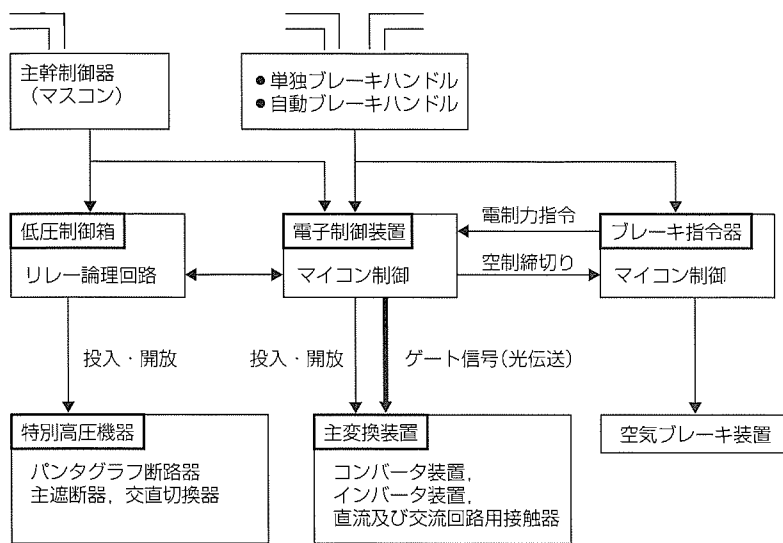 主幹制御器
(マスコン)
●単独ブレーキハンドル
●自動ブレーキハンドル
低圧制御箱
リレー論理回路
電子制御装置
マイコン制御
電制力指令
空制締切り
ブレーキ指令器
マイコン制御
投入・開放
投入・開放
ゲート信号(光伝送)
特別高圧機器
パンタグラフ断路器
主遮断器，交直切換器
主変換装置
コンバータ装置，
インバータ装置，
直流及び交流回路用接触器
空気ブレーキ装置